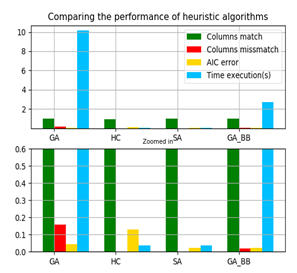 Comparing the performance of heuristic algorithms
10
8
6
4
2
Columns match
Columns missmatch
AIC error
Time execution(s)
GA
HC
SA
GA_BB
Zoomed in
0.6
0.5
0.4
0.3
0.2
0.1
0.0
GA
HC
SA
GA_BB